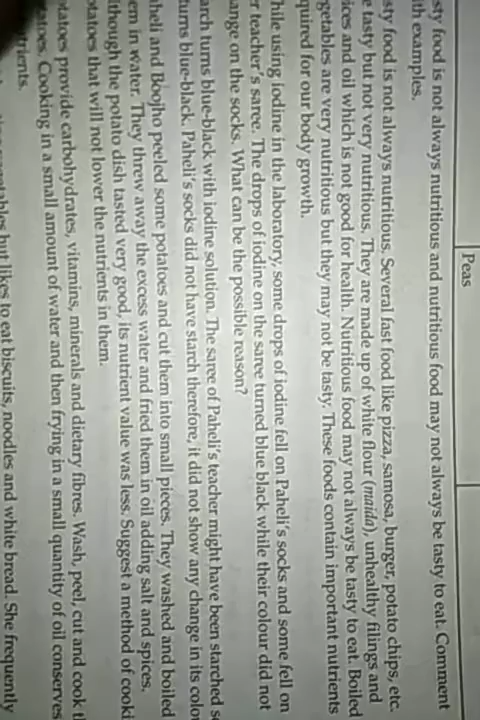 Peas
sty food is not always nutritious and nutritious food may not always be tasty to eat. Comment
ith examples.
sty food is not always nutritious. Several fast food like pizza, samosa, burger, potato chips, etc.
e tasty but not very nutritious. They are made up of white flour (maida), unhealthy filings and
ices and oil which is not good for health. Nutritious food may not always be tasty to eat. Boiled
getables are very nutritious but they may not be tasty. These foods contain important nutrients
quired for our body growth.
hile using iodine in the laboratory, some drops of iodine fell on Paheli's socks and some fell on
r teacher's saree. The drops of iodine on the saree turned blue black while their colour did not
ange on the socks. What can be the possible reason?
arch turns blue-black with iodine solution. The saree of Paheli's teacher might have been starched s
turns blue-black. Paheli's socks did not have starch therefore, it did not show any change in its colo
heli and Boojho peeled some potatoes and cut them into small pieces. They washed and boiled
em in water. They threw away the excess water and fried them in oil adding salt and spices.
lthough the potato dish tasted very good, its nutrient value was less. Suggest a method of cooki
otatoes that will not lower the nutrients in them.
otatoes provide carbohydrates, vitamins, minerals and dietary fibres. Wash, peel, cut and cook t
tatoes. Cooking in a small amount of water and then frying in a small quantity of oil conserves
trients.
but likes to eat biscuits, noodles and white bread. She frequently